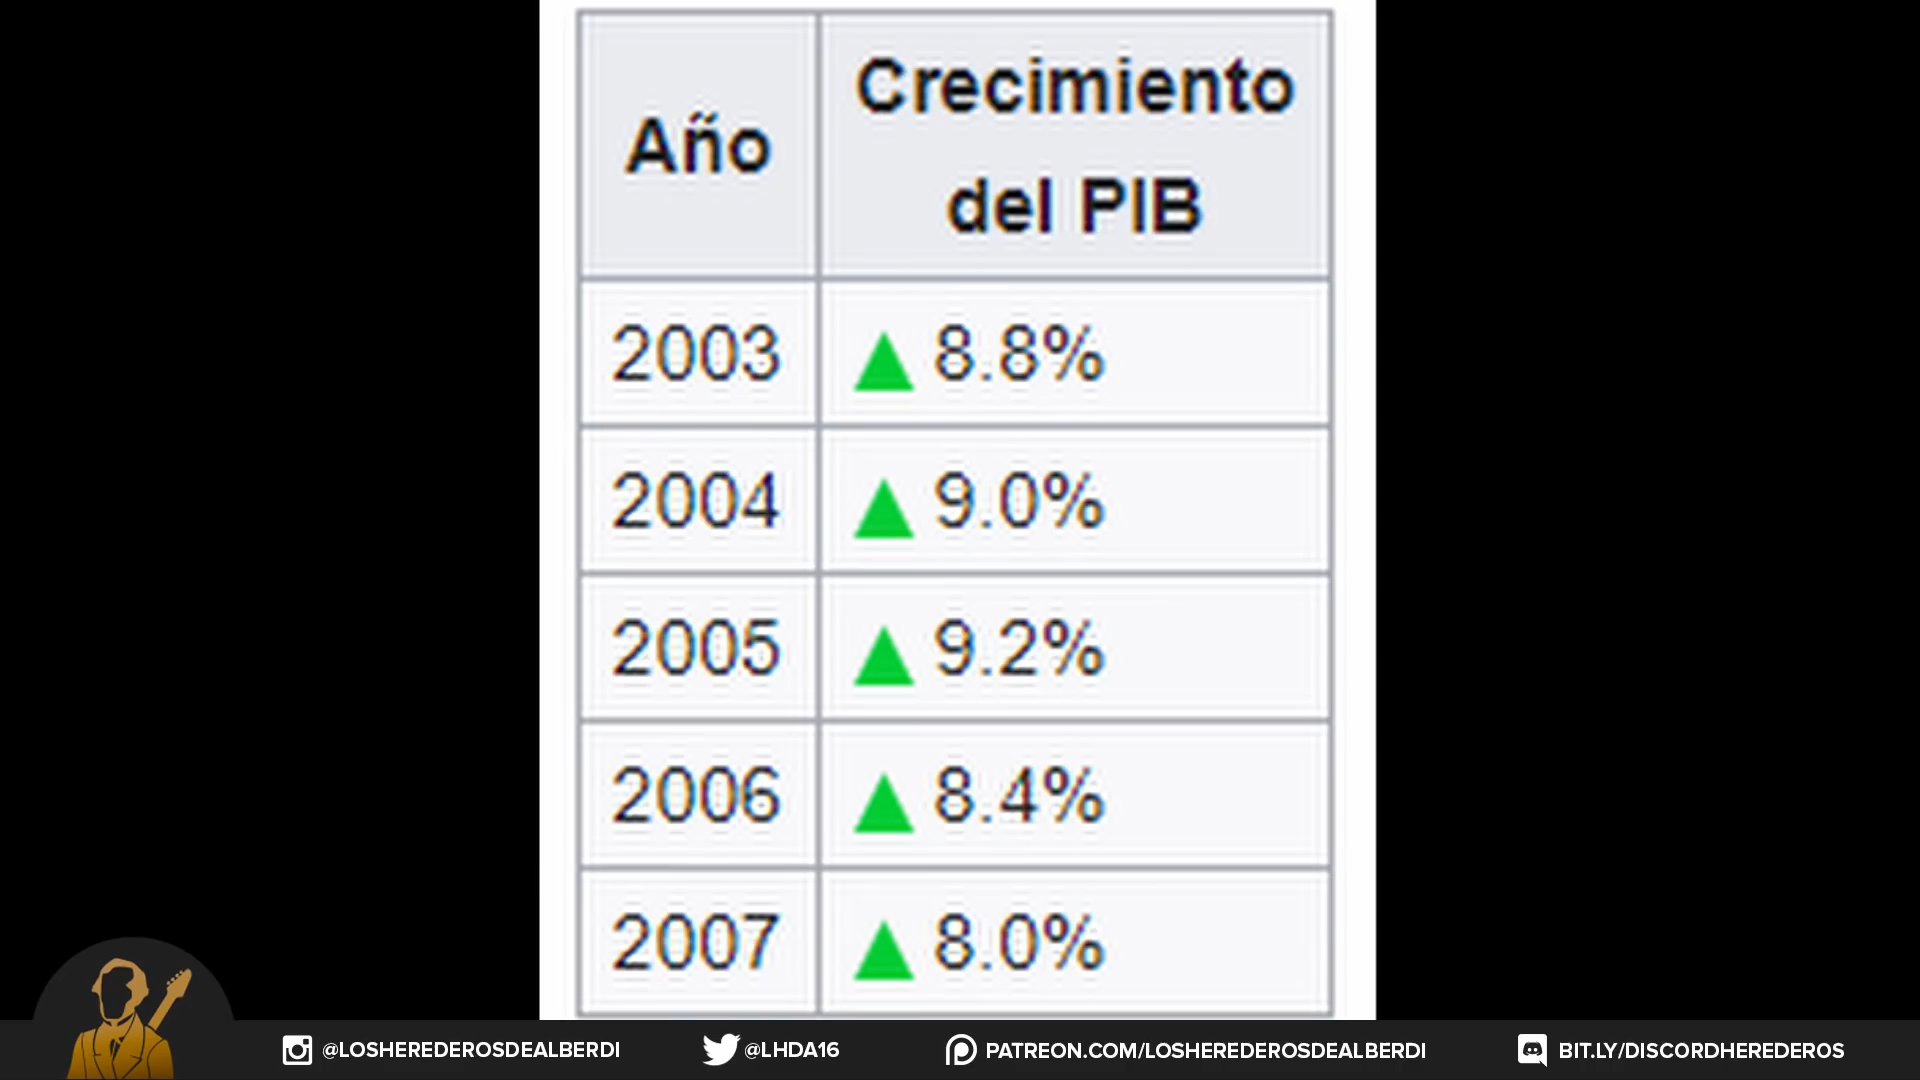 Año
Crecimiento
del PIB
2003 ▲ 8.8%
2004 ▲ 9.0%
2005 ▲ 9.2%
2006 ▲ 8.4%
2007 ▲ 8.0%
@LOSHEREDEROSDEALBERDI @LHDA16 PATREON.COM/LOSHEREDEROSDEALBERDI BIT.LY/DISCORDHEREDEROS